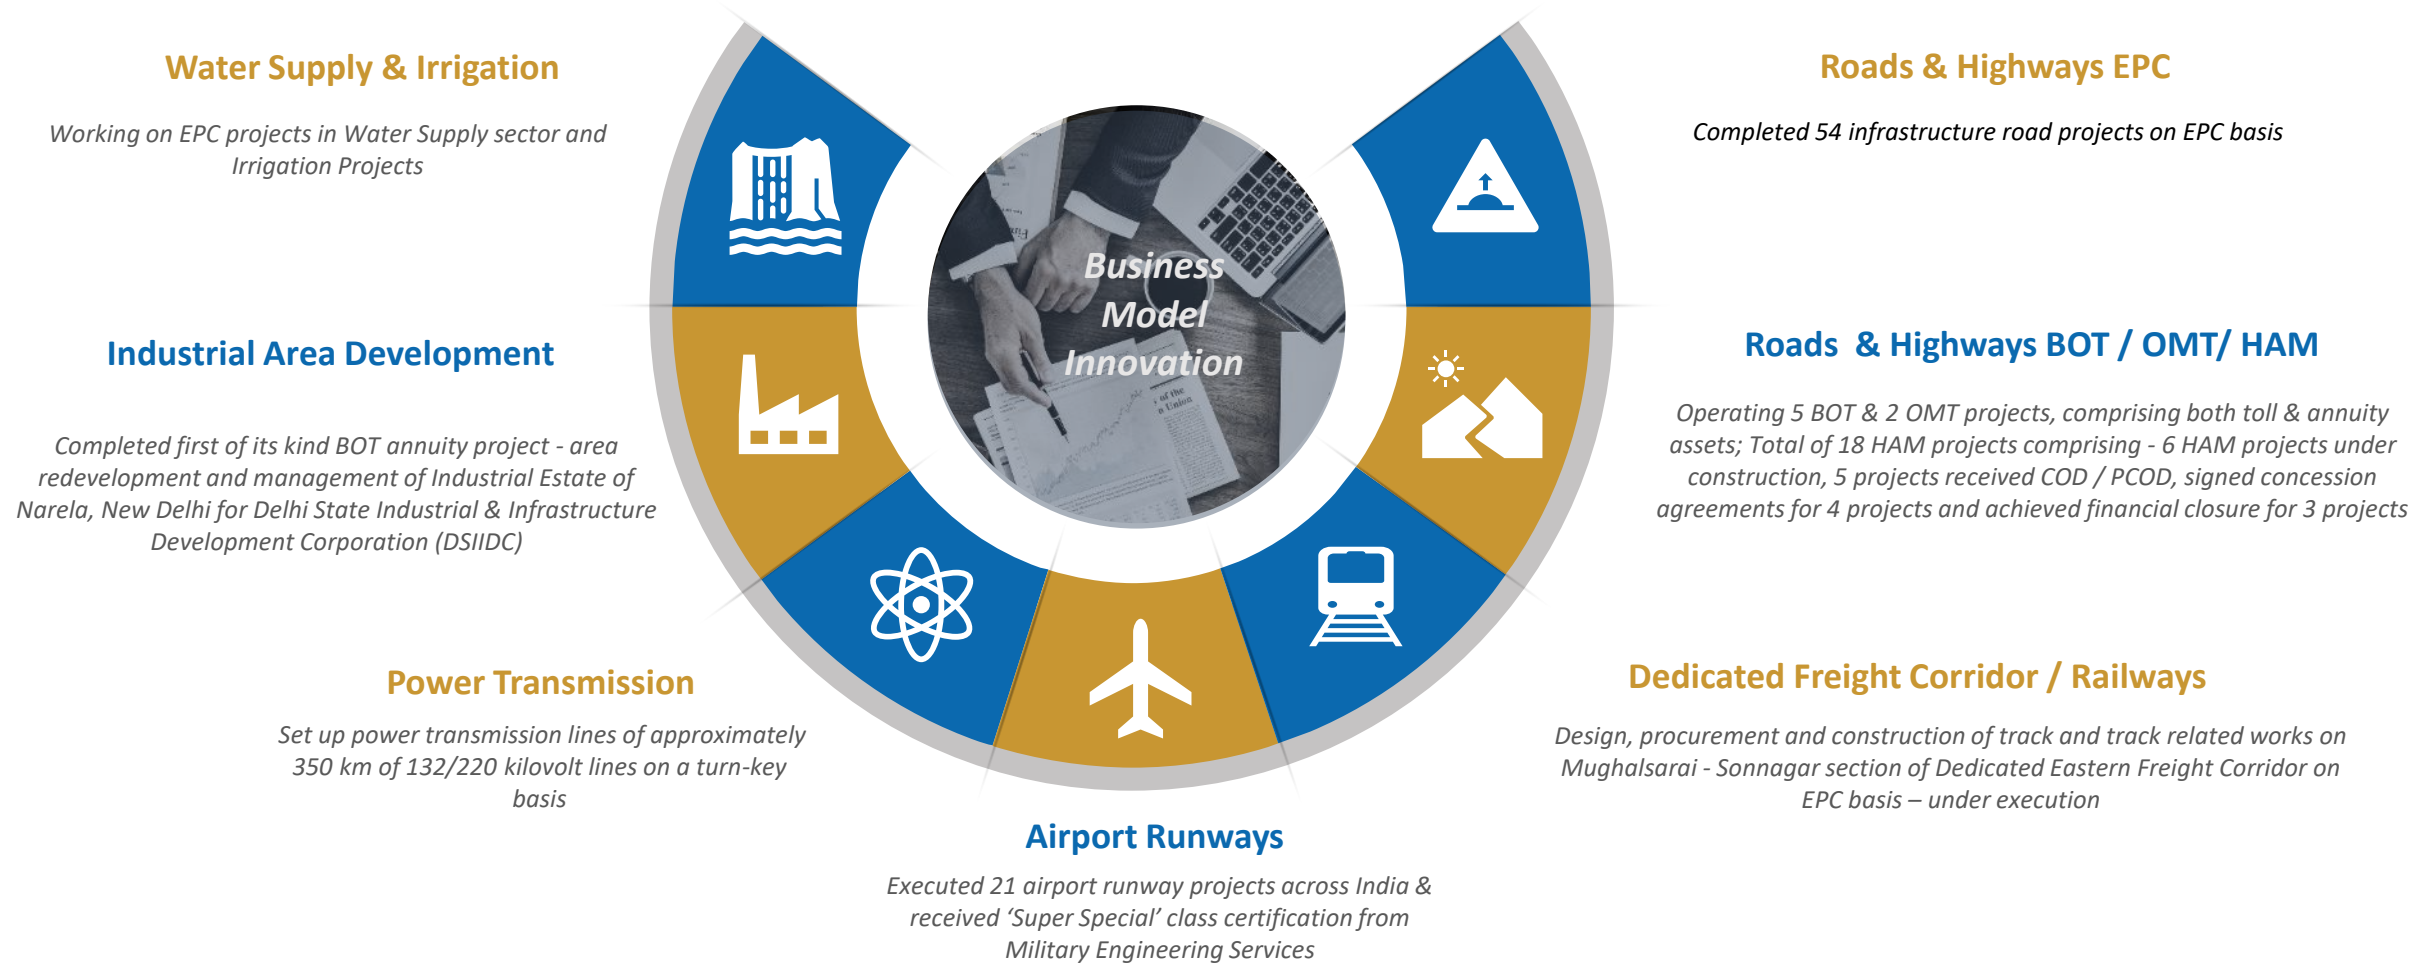 Water Supply & Irrigation
Working on EPC projects in Water Supply sector and
Irrigation Projects
Industrial Area Development
Completed first of its kind BOT annuity project - area
redevelopment and management of Industrial Estate of
Narela, New Delhi for Delhi State Industrial & Infrastructure
Development Corporation (DSIIDC)
Power Transmission
Set up power transmission lines of approximately
350 km of 132/220 kilovolt lines on a turn-key
basis
Business
Model
Innovation
Airport Runways
Executed 21 airport runway projects across India &
received ‘Super Special’ class certification from
Military Engineering Services
Roads & Highways EPC
Completed 54 infrastructure road projects on EPC basis
Roads & Highways BOT / OMT/ HAM
Operating 5 BOT & 2 OMT projects, comprising both toll & annuity
assets; Total of 18 HAM projects comprising - 6 HAM projects under
construction, 5 projects received COD / PCOD, signed concession
agreements for 4 projects and achieved financial closure for 3 projects
Dedicated Freight Corridor / Railways
Design, procurement and construction of track and track related works on
Mughalsarai - Sonnagar section of Dedicated Eastern Freight Corridor on
EPC basis – under execution